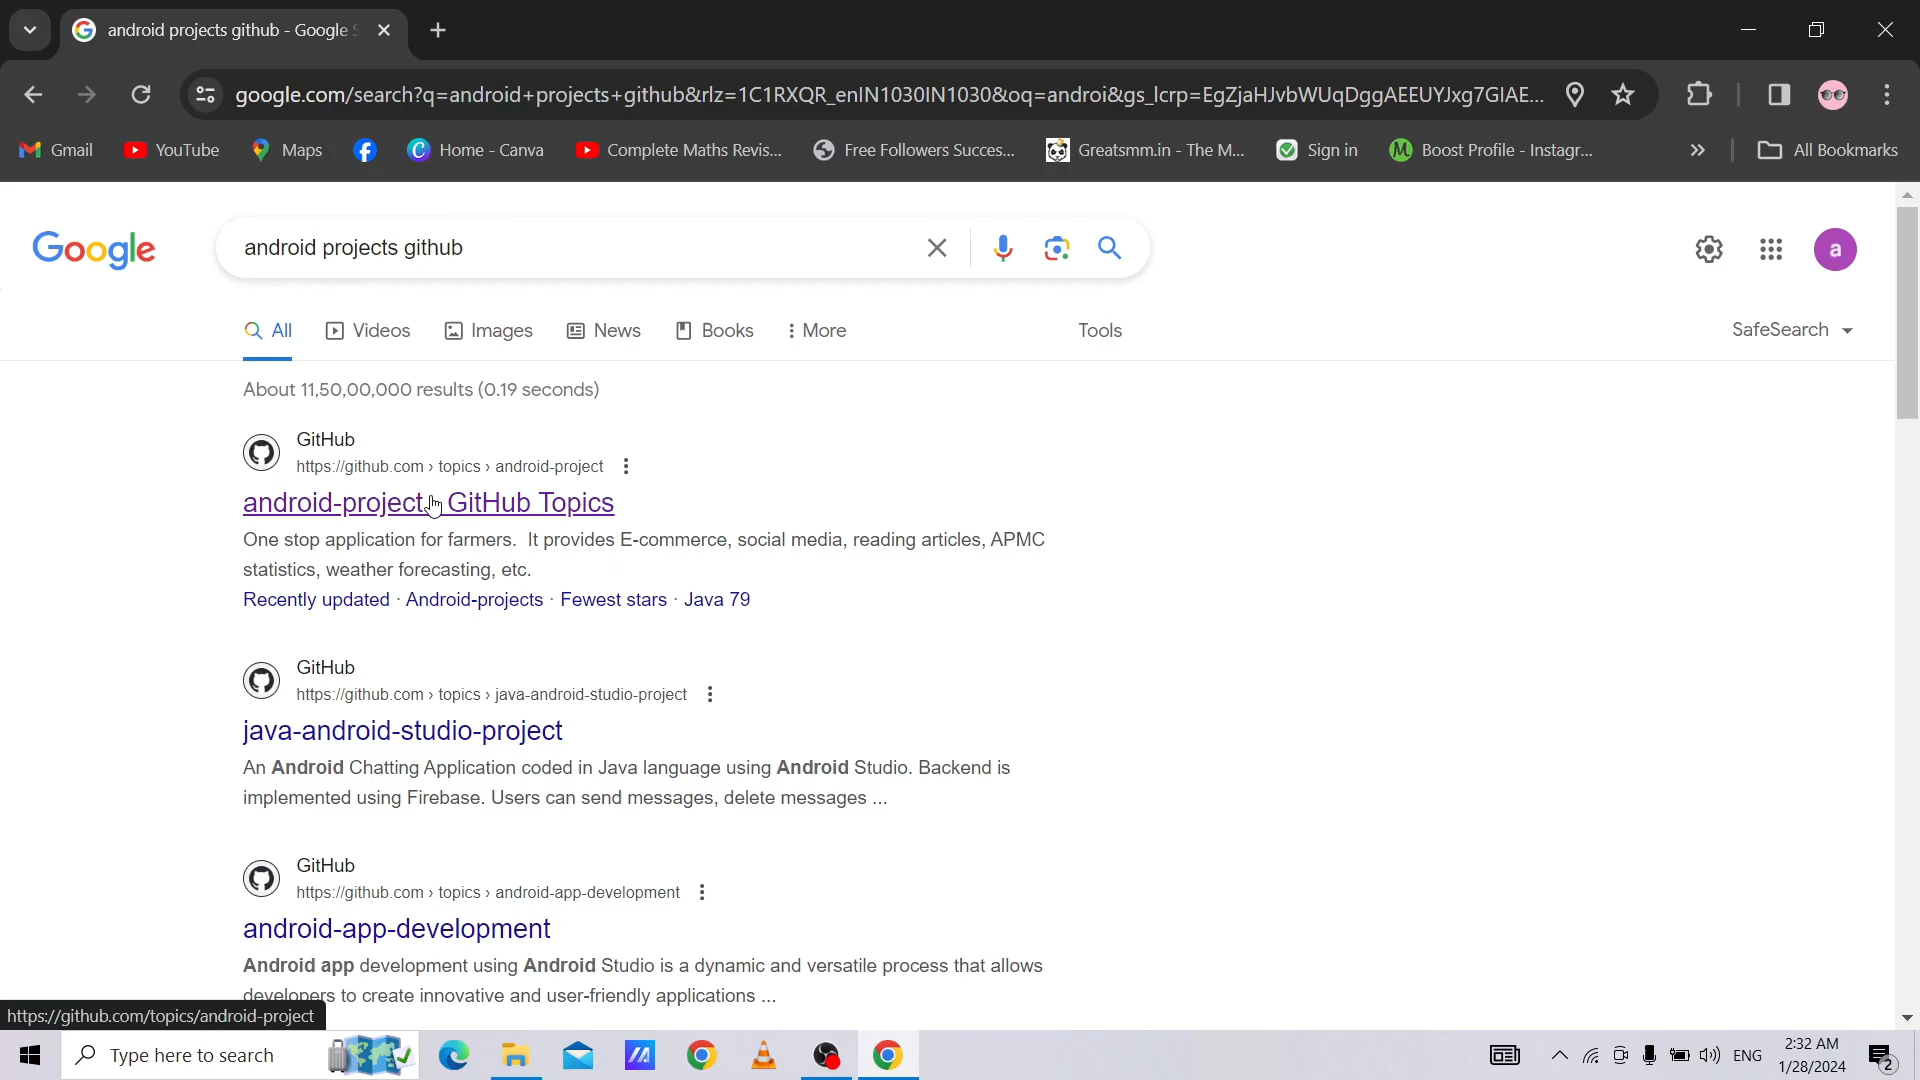 android projects github - Google S
google.com/search?q=android+projects+github&rlz=1C1RXQR_enIN1030IN1030&oq=androi&gs_lcrp=EgZjaHJvbWUqDggAEEUYJxg7GIAE...
Gmail YouTube Maps Home - Canva Complete Maths Revis... Free Followers Succes... Greatsmm.in - The M... Sign in Boost Profile - Instagr... » All Bookmarks
Google android projects github a
All Videos Images News Books More Tools SafeSearch
About 11,50,00,000 results (0.19 seconds)
GitHub
https://github.com › topics › android-project
android-project GitHub Topics
One stop application for farmers. It provides E-commerce, social media, reading articles, APMC
statistics, weather forecasting, etc.
Recently updated · Android-projects · Fewest stars · Java 79
GitHub
https://github.com › topics › java-android-studio-project
java-android-studio-project
An Android Chatting Application coded in Java language using Android Studio. Backend is
implemented using Firebase. Users can send messages, delete messages ...
GitHub
https://github.com › topics › android-app-development
android-app-development
Android app development using Android Studio is a dynamic and versatile process that allows
developers to create innovative and user-friendly applications ...
https://github.com/topics/android-project
Type here to search ENG 2:32 AM
1/28/2024 2